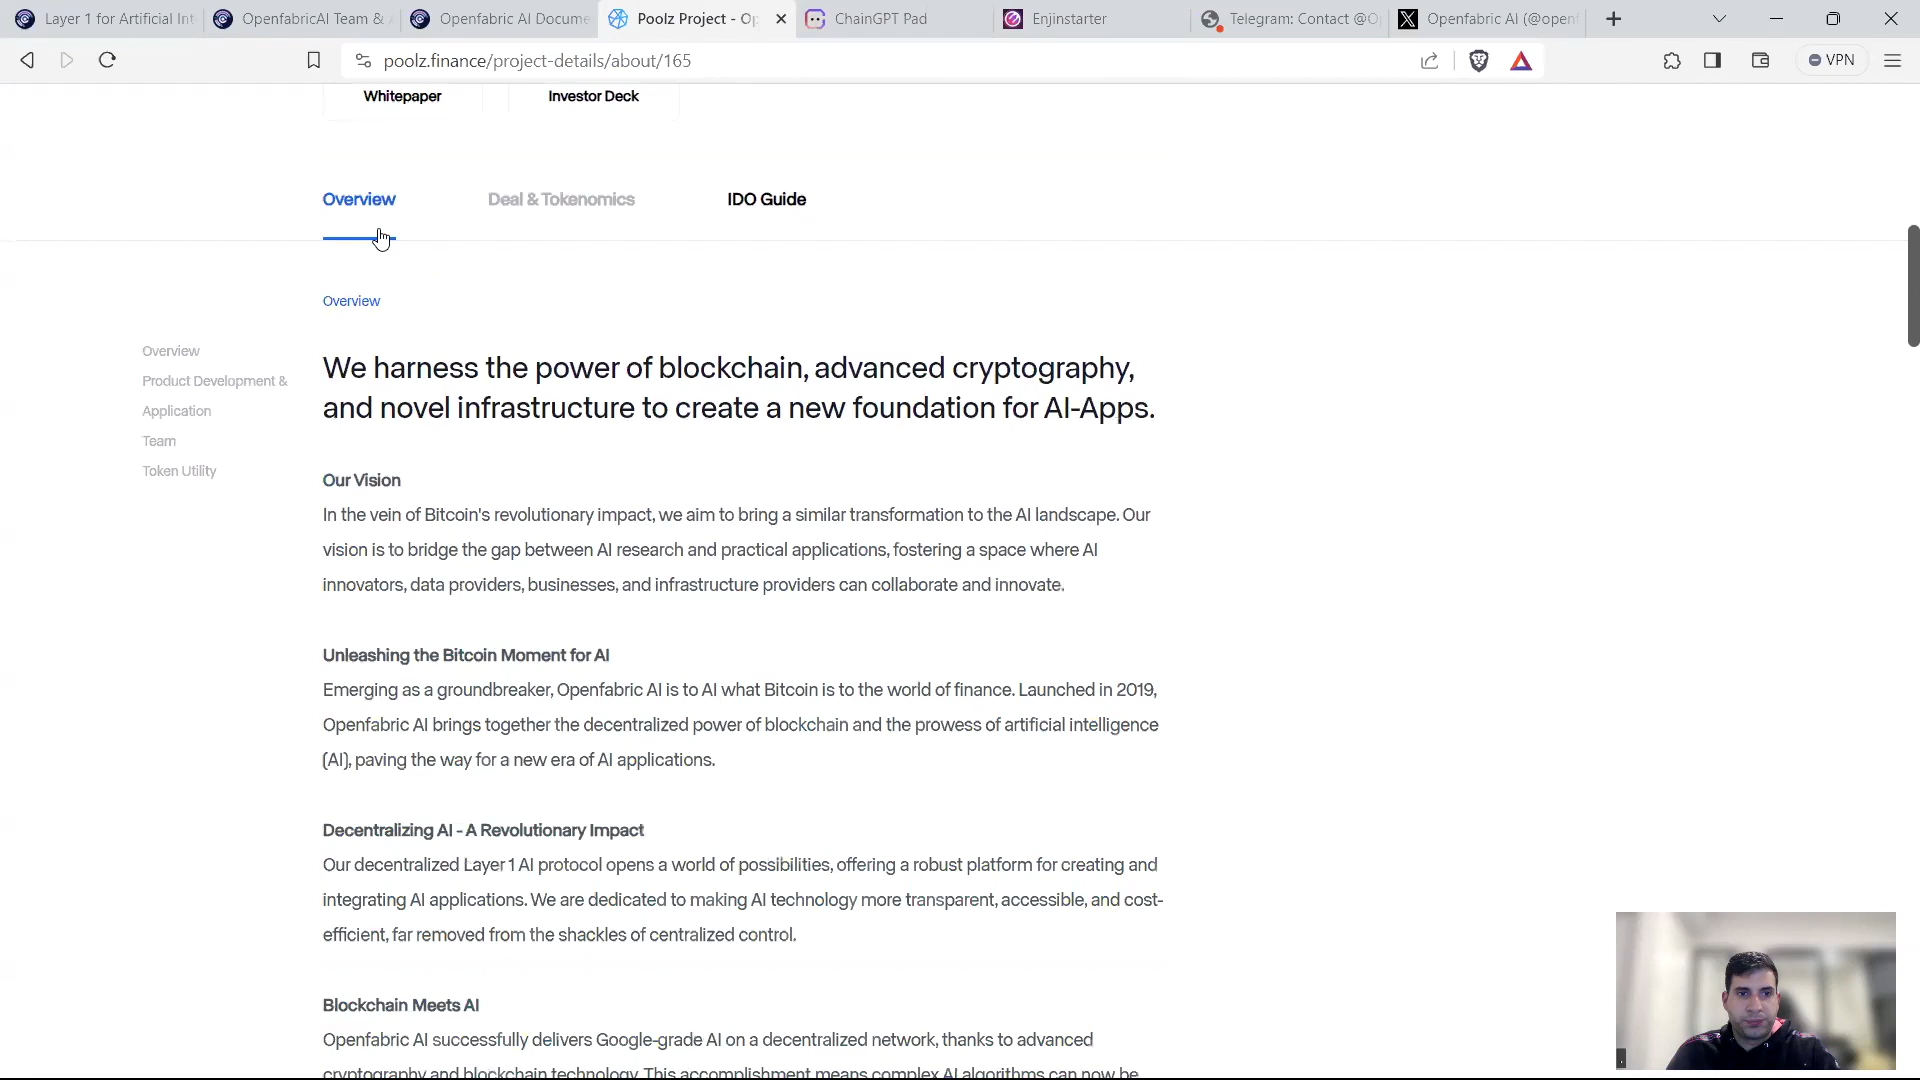 Layer 1 for Artificial Int
OpenfabricAI Team &
Openfabric AI Docume
Poolz Project - Op
ChainGPT Pad
Enjinstarter
Telegram: Contact @O
Openfabric AI (@openf
poolz.finance/project-details/about/165
VPN
Whitepaper
Investor Deck
Overview
Deal & Tokenomics
IDO Guide
Overview
Overview
Product Development &
Application
Team
Token Utility
We harness the power of blockchain, advanced cryptography,
and novel infrastructure to create a new foundation for AI-Apps.
Our Vision
In the vein of Bitcoin's revolutionary impact, we aim to bring a similar transformation to the AI landscape. Our
vision is to bridge the gap between AI research and practical applications, fostering a space where AI
innovators, data providers, businesses, and infrastructure providers can collaborate and innovate.
Unleashing the Bitcoin Moment for AI
Emerging as a groundbreaker, Openfabric AI is to AI what Bitcoin is to the world of finance. Launched in 2019,
Openfabric AI brings together the decentralized power of blockchain and the prowess of artificial intelligence
(AI), paving the way for a new era of AI applications.
Decentralizing AI - A Revolutionary Impact
Our decentralized Layer 1 AI protocol opens a world of possibilities, offering a robust platform for creating and
integrating AI applications. We are dedicated to making AI technology more transparent, accessible, and cost-
efficient, far removed from the shackles of centralized control.
Blockchain Meets AI
Openfabric AI successfully delivers Google-grade AI on a decentralized network, thanks to advanced
cryptography and blockchain technology. This accomplishment means complex AI algorithms can now be